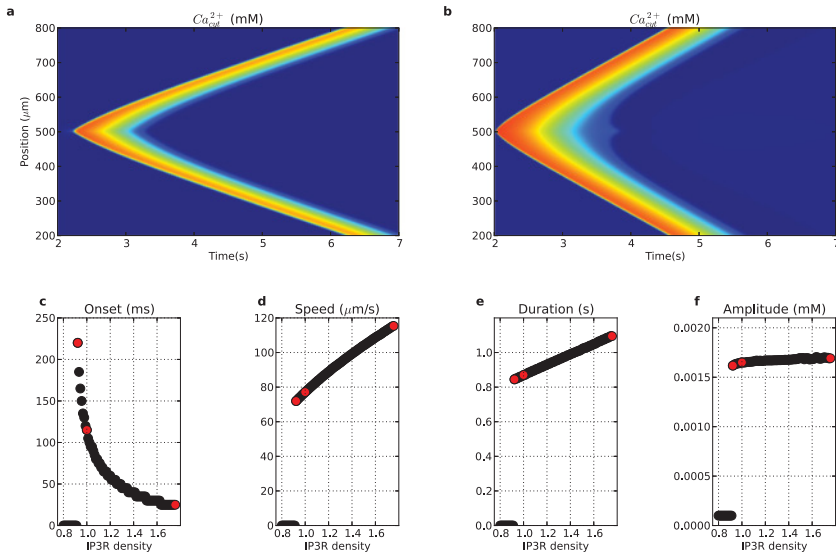 a
b
Ca²⁺cyt (mM)
Ca²⁺cyt (mM)
800
700
600
500
400
300
200
Position (μm)
2 3 4 5 6 7
Time(s)
800
700
600
500
400
300
200
2 3 4 5 6 7
Time(s)
c
Onset (ms)
250
200
150
100
50
0
0.8 1.0 1.2 1.4 1.6
IP3R density
d
Speed (μm/s)
120
100
80
60
40
20
0
0.8 1.0 1.2 1.4 1.6
IP3R density
e
Duration (s)
1.0
0.8
0.6
0.4
0.2
0.0
0.8 1.0 1.2 1.4 1.6
IP3R density
f
Amplitude (mM)
0.0020
0.0015
0.0010
0.0005
0.0000
0.8 1.0 1.2 1.4 1.6
IP3R density